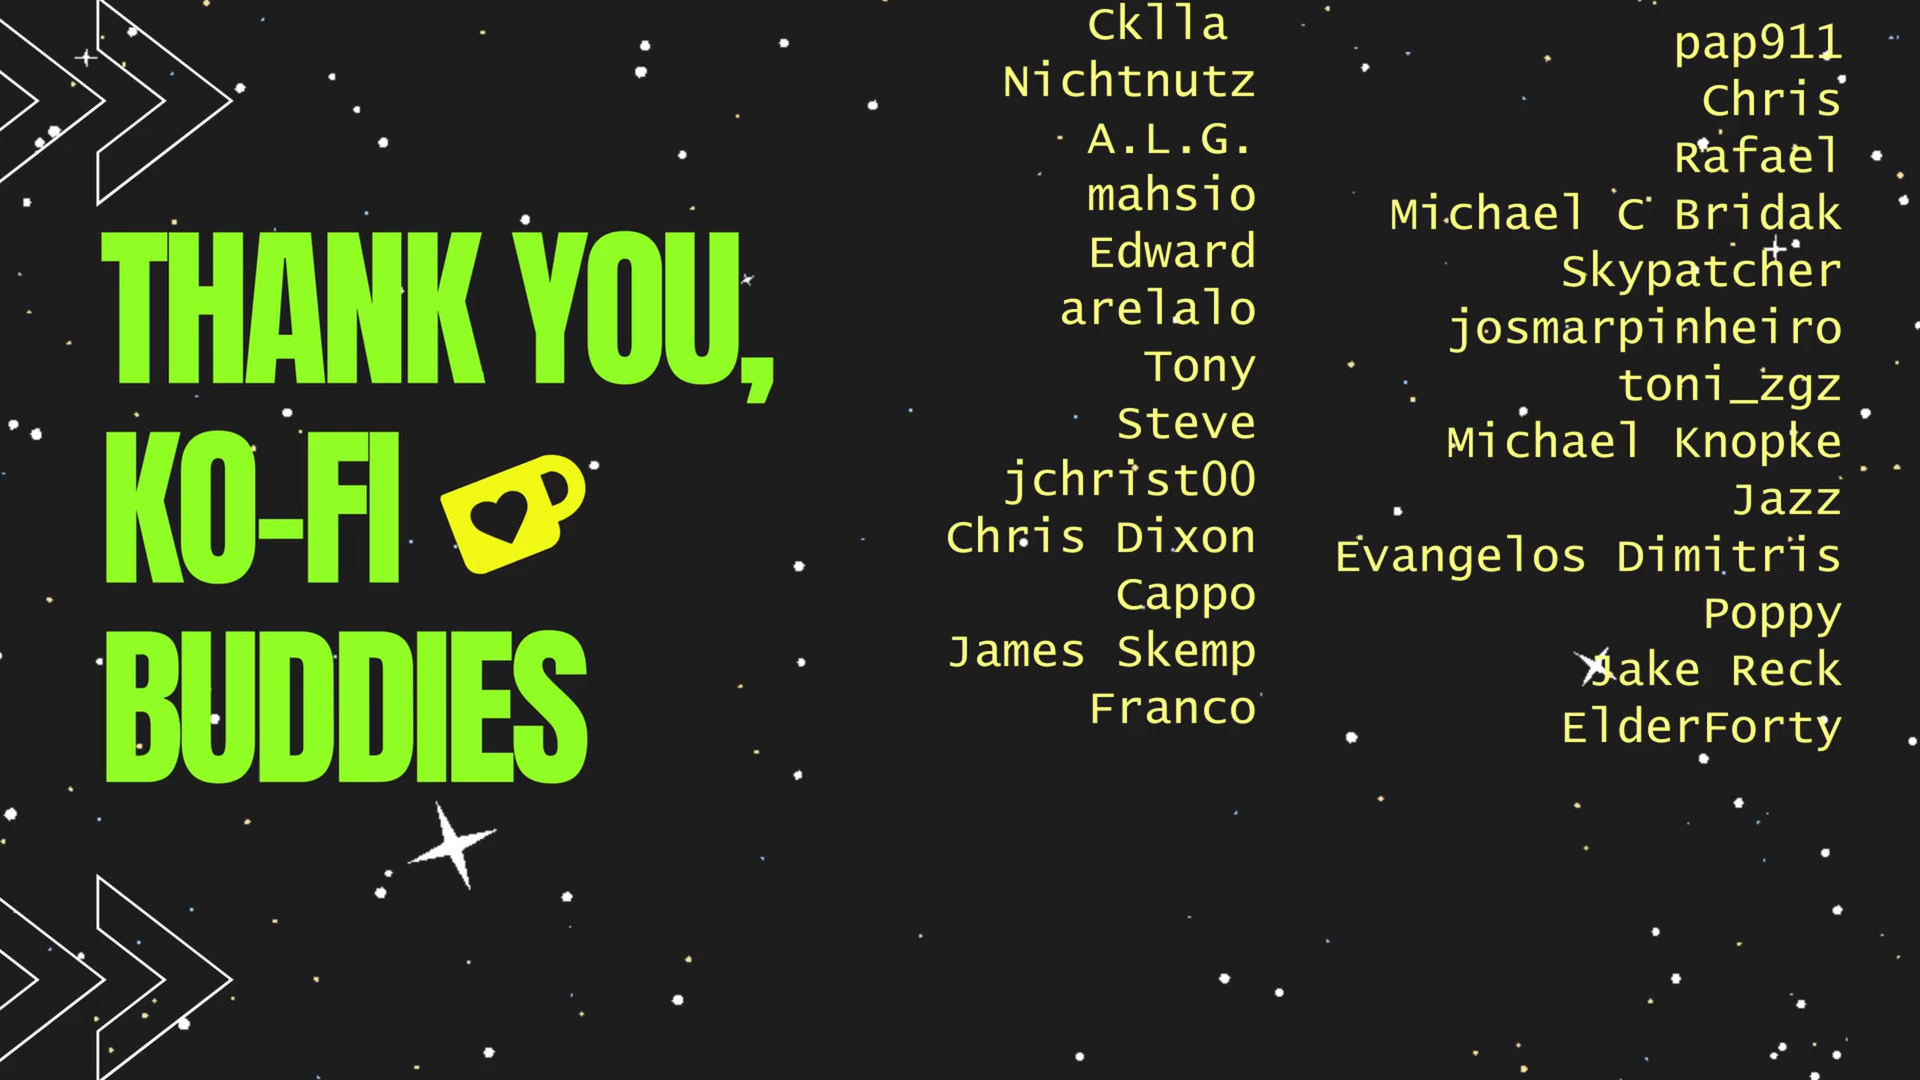 THANK YOU,
KO-FI
BUDDIES
Cklla
Nichtnutz
A.L.G.
mahsio
Edward
arelalo
Tony
Steve
jchrist00
Chris Dixon
Cappo
James Skemp
Franco
pap911
Chris
Rafael
Michael C Bridak
Skypatcher
josmarpinheiro
toni_zgz
Michael Knopke
Jazz
Evangelos Dimitris
Poppy
Jake Reck
ElderForty